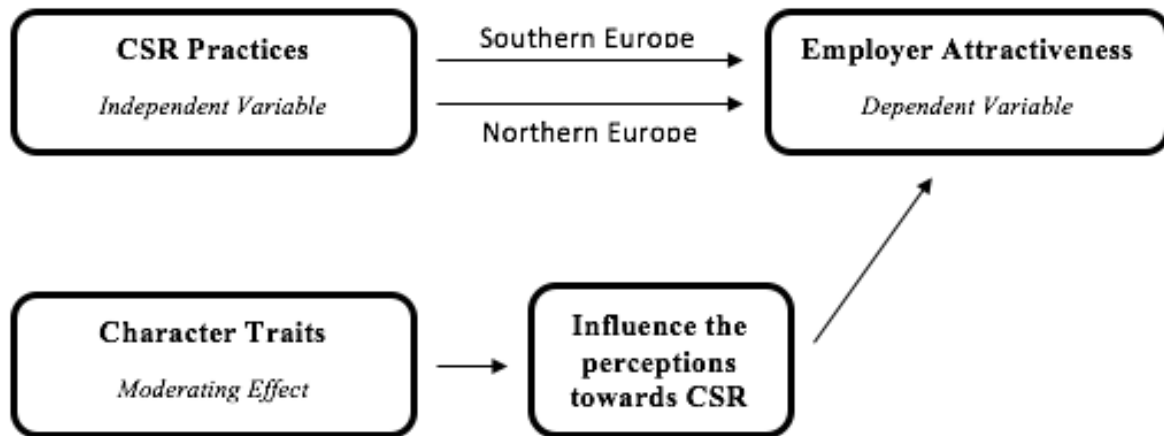 CSR Practices
Independent Variable
Southern Europe
Northern Europe
Employer Attractiveness
Dependent Variable
Character Traits
Moderating Effect
Influence the
perceptions
towards CSR